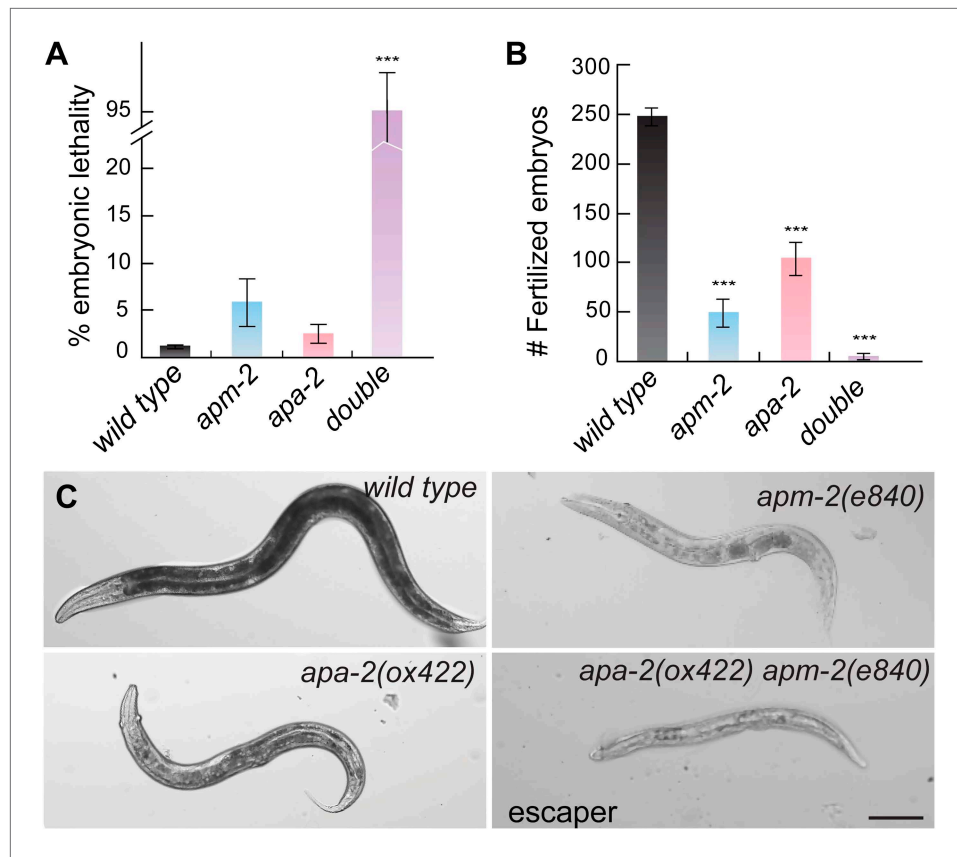 A
% embryonic lethality
95
20
15
10
5
0
***
wild type
apm-2
apa-2
double
B
# Fertilized embryos
300
250
200
150
100
50
0
***
***
***
wild type
apm-2
apa-2
double
C
wild type
apm-2(e840)
apa-2(ox422)
apa-2(ox422) apm-2(e840)
escaper